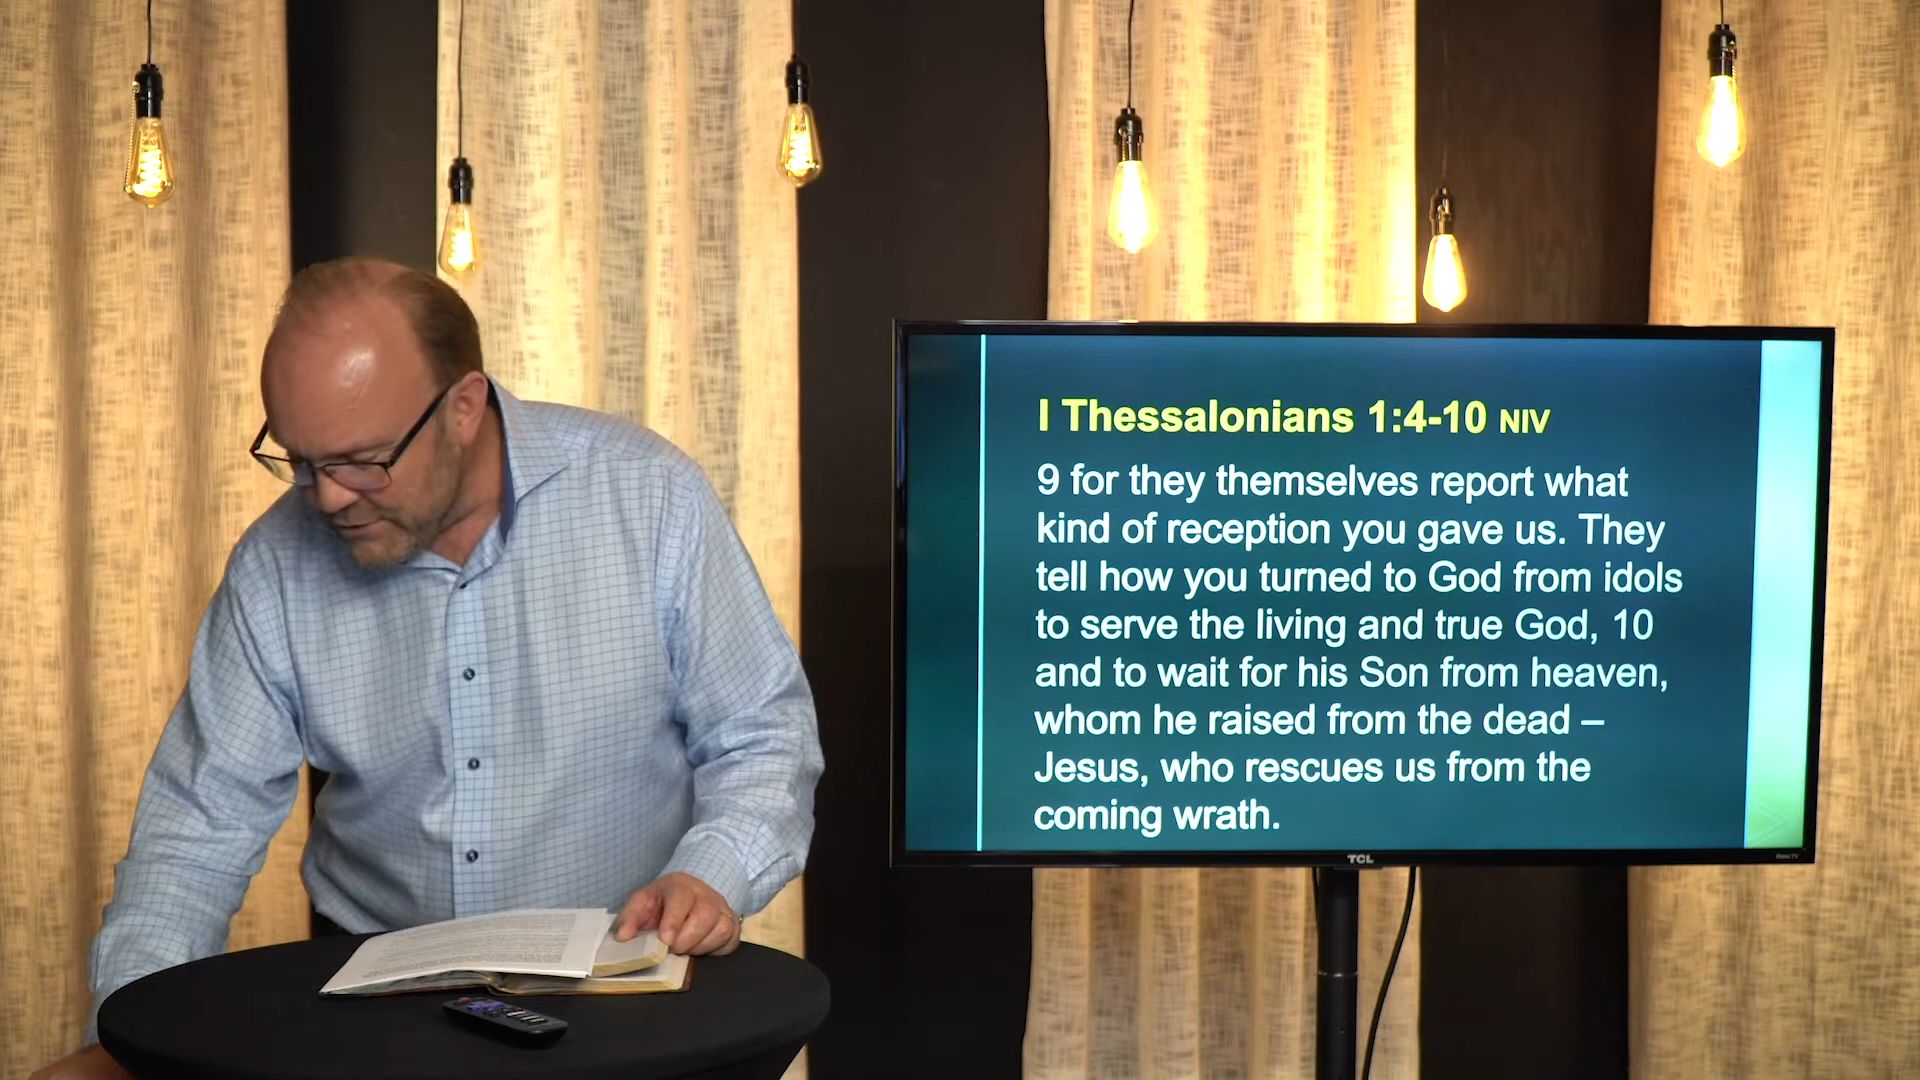 I Thessalonians 1:4-10 NIV
9 for they themselves report what
kind of reception you gave us. They
tell how you turned to God from idols
to serve the living and true God, 10
and to wait for his Son from heaven,
whom he raised from the dead –
Jesus, who rescues us from the
coming wrath.
TCL
Roku TV